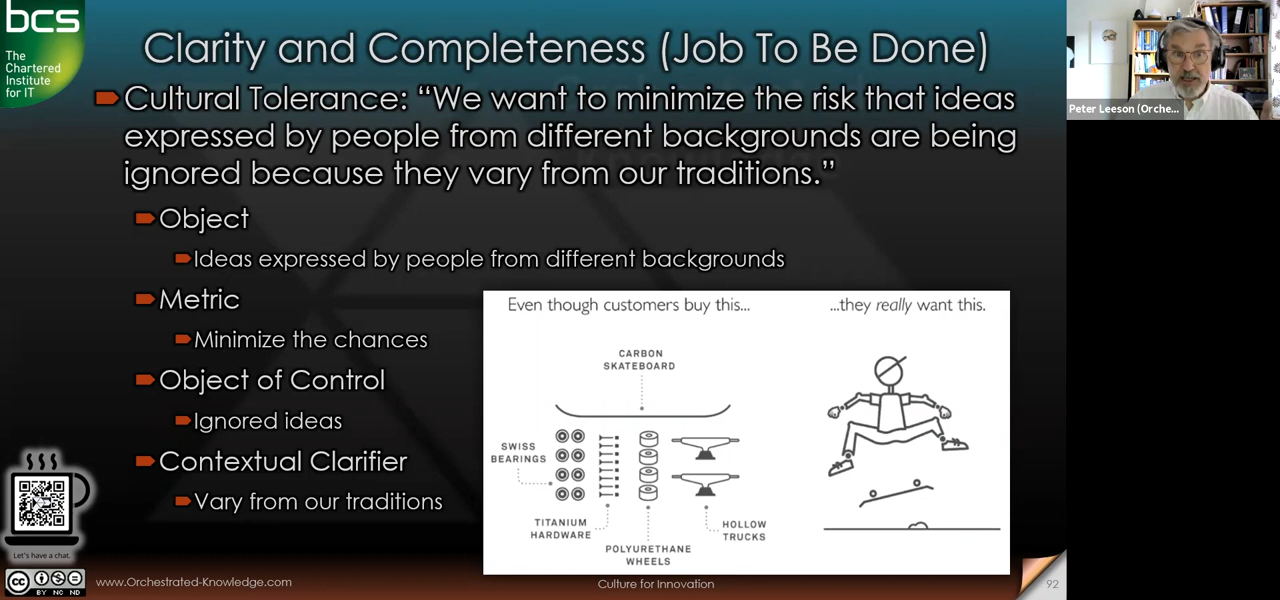 bcs
The
Chartered
Institute
for IT
Clarity and Completeness (Job To Be Done)
Cultural Tolerance: “We want to minimize the risk that ideas
expressed by people from different backgrounds are being
ignored because they vary from our traditions.”
Object
Ideas expressed by people from different backgrounds
Metric
Minimize the chances
Object of Control
Ignored ideas
Contextual Clarifier
Vary from our traditions
Even though customers buy this...
...they really want this.
CARBON
SKATEBOARD
SWISS
BEARINGS
TITANIUM
HARDWARE
POLYURETHANE
WHEELS
HOLLOW
TRUCKS
Let's have a chat.
CC BY NC ND
www.Orchestrated-Knowledge.com
Culture for Innovation
92
Peter Leeson (Orche...